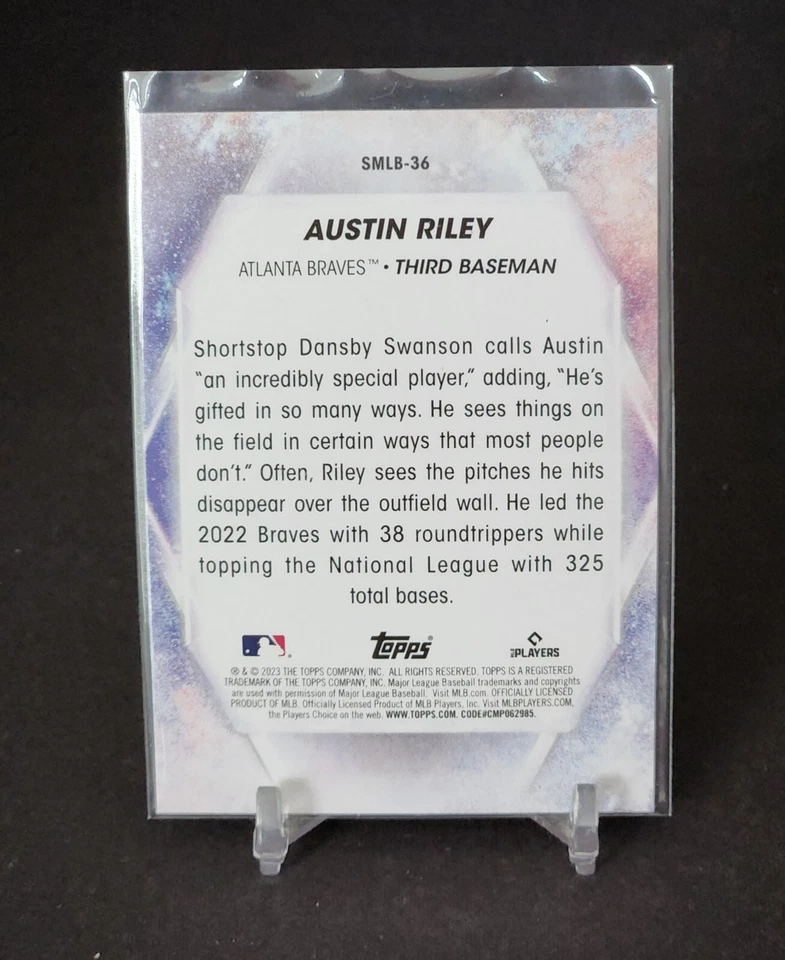 SMLB-36
AUSTIN RILEY
ATLANTA BRAVES™ • THIRD BASEMAN
Shortstop Dansby Swanson calls Austin
"an incredibly special player," adding, "He's
gifted in so many ways. He sees things on
the field in certain ways that most people
don't." Often, Riley sees the pitches he hits
disappear over the outfield wall. He led the
2022 Braves with 38 roundtrippers while
topping the National League with 325
total bases.
Topps® MLB PLAYERS
® & © 2023 THE TOPPS COMPANY, INC. ALL RIGHTS RESERVED. TOPPS IS A REGISTERED
TRADEMARK OF THE TOPPS COMPANY, INC. Major League Baseball trademarks and copyrights
are used with permission of Major League Baseball. Visit MLB.com. OFFICIALLY LICENSED
PRODUCT OF MLB. Officially Licensed Product of MLB Players, Inc. Visit MLBPLAYERS.COM,
the Players Choice on the web. WWW.TOPPS.COM. CODE#CMP062985.